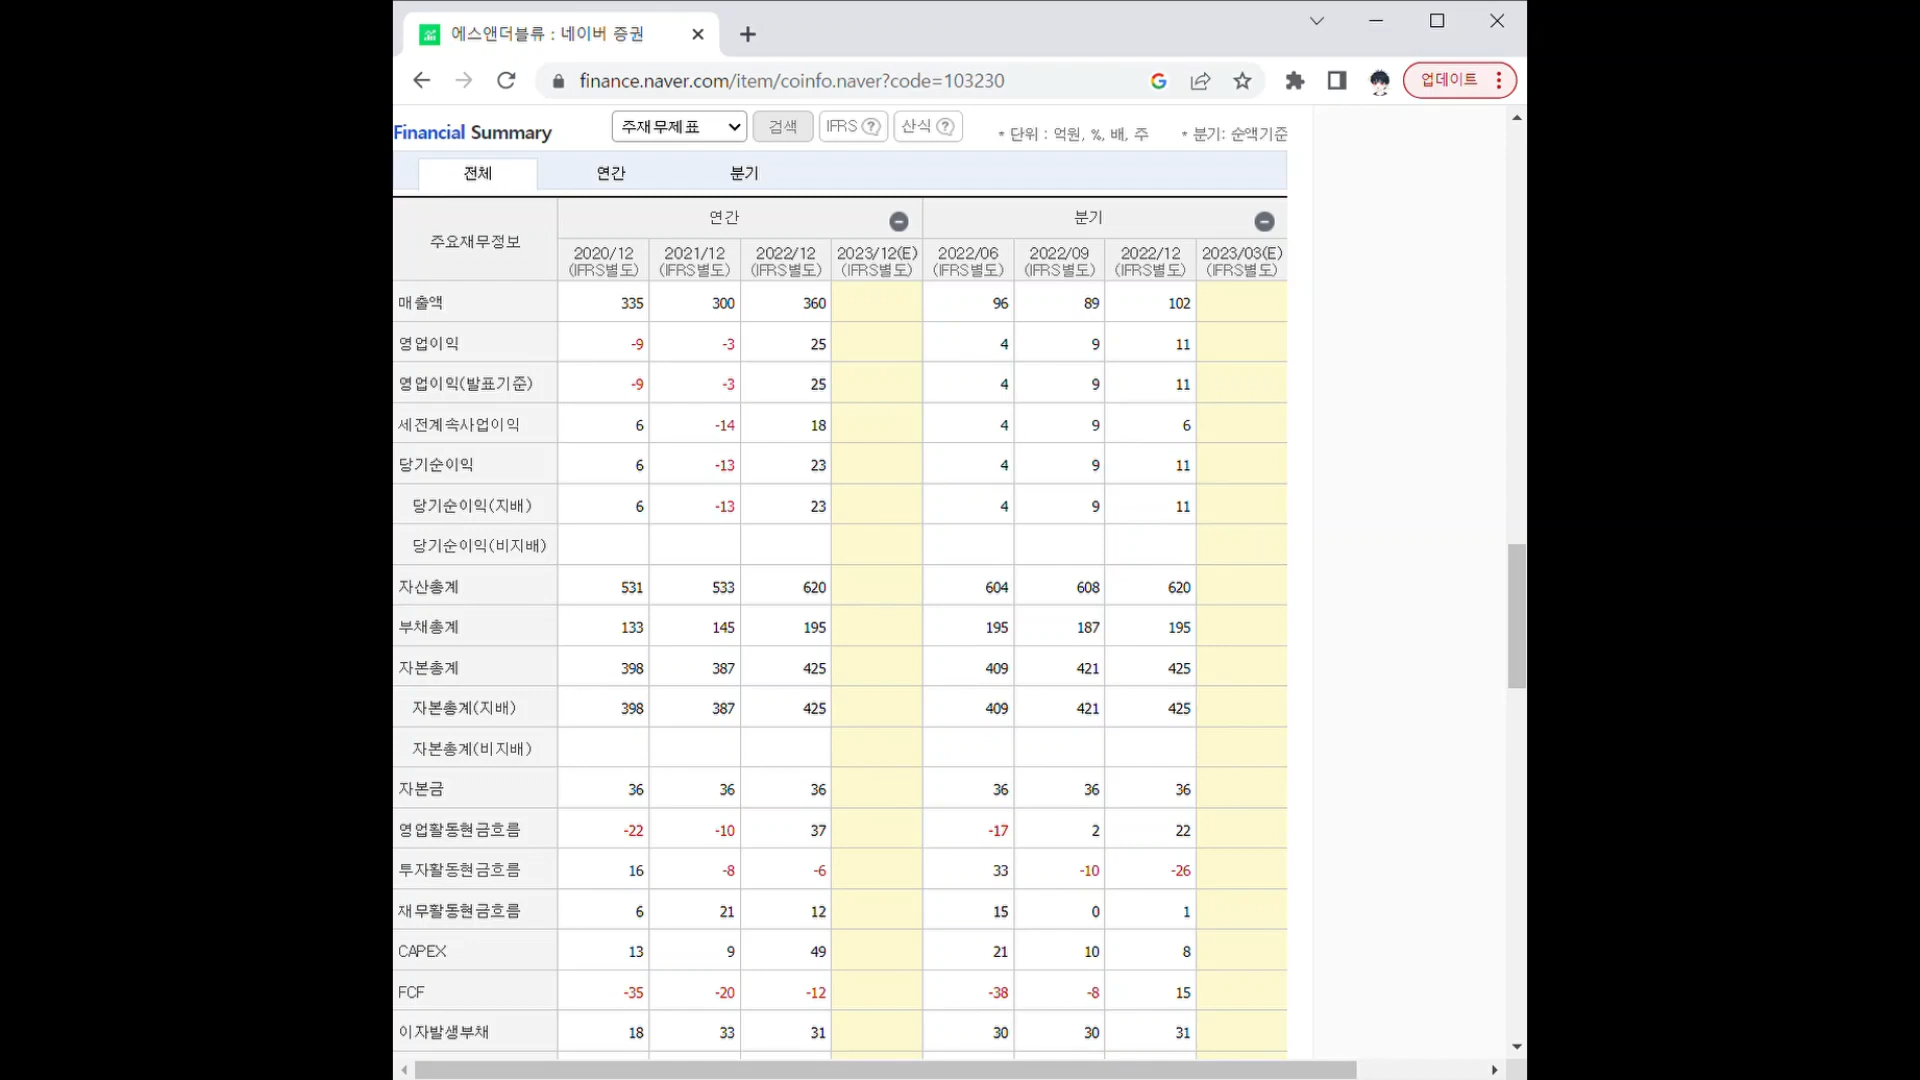 에스앤더블류 : 네이버 증권
finance.naver.com/item/coinfo.naver?code=103230
업데이트
Financial Summary
주재무제표
검색
IFRS ?
산식 ?
* 단위 : 억원, %, 배, 주 * 분기: 순액기준
전체 연간 분기
주요재무정보 연간 분기
2020/12 2021/12 2022/12 2023/12(E) 2022/06 2022/09 2022/12 2023/03(E)
(IFRS별도) (IFRS별도) (IFRS별도) (IFRS별도) (IFRS별도) (IFRS별도) (IFRS별도) (IFRS별도)
매출액 335 300 360 96 89 102
영업이익 -9 -3 25 4 9 11
영업이익(발표기준) -9 -3 25 4 9 11
세전계속사업이익 6 -14 18 4 9 6
당기순이익 6 -13 23 4 9 11
당기순이익(지배) 6 -13 23 4 9 11
당기순이익(비지배)
자산총계 531 533 620 604 608 620
부채총계 133 145 195 195 187 195
자본총계 398 387 425 409 421 425
자본총계(지배) 398 387 425 409 421 425
자본총계(비지배)
자본금 36 36 36 36 36 36
영업활동현금흐름 -22 -10 37 -17 2 22
투자활동현금흐름 16 -8 -6 33 -10 -26
재무활동현금흐름 6 21 12 15 0 1
CAPEX 13 9 49 21 10 8
FCF -35 -20 -12 -38 -8 15
이자발생부채 18 33 31 30 30 31